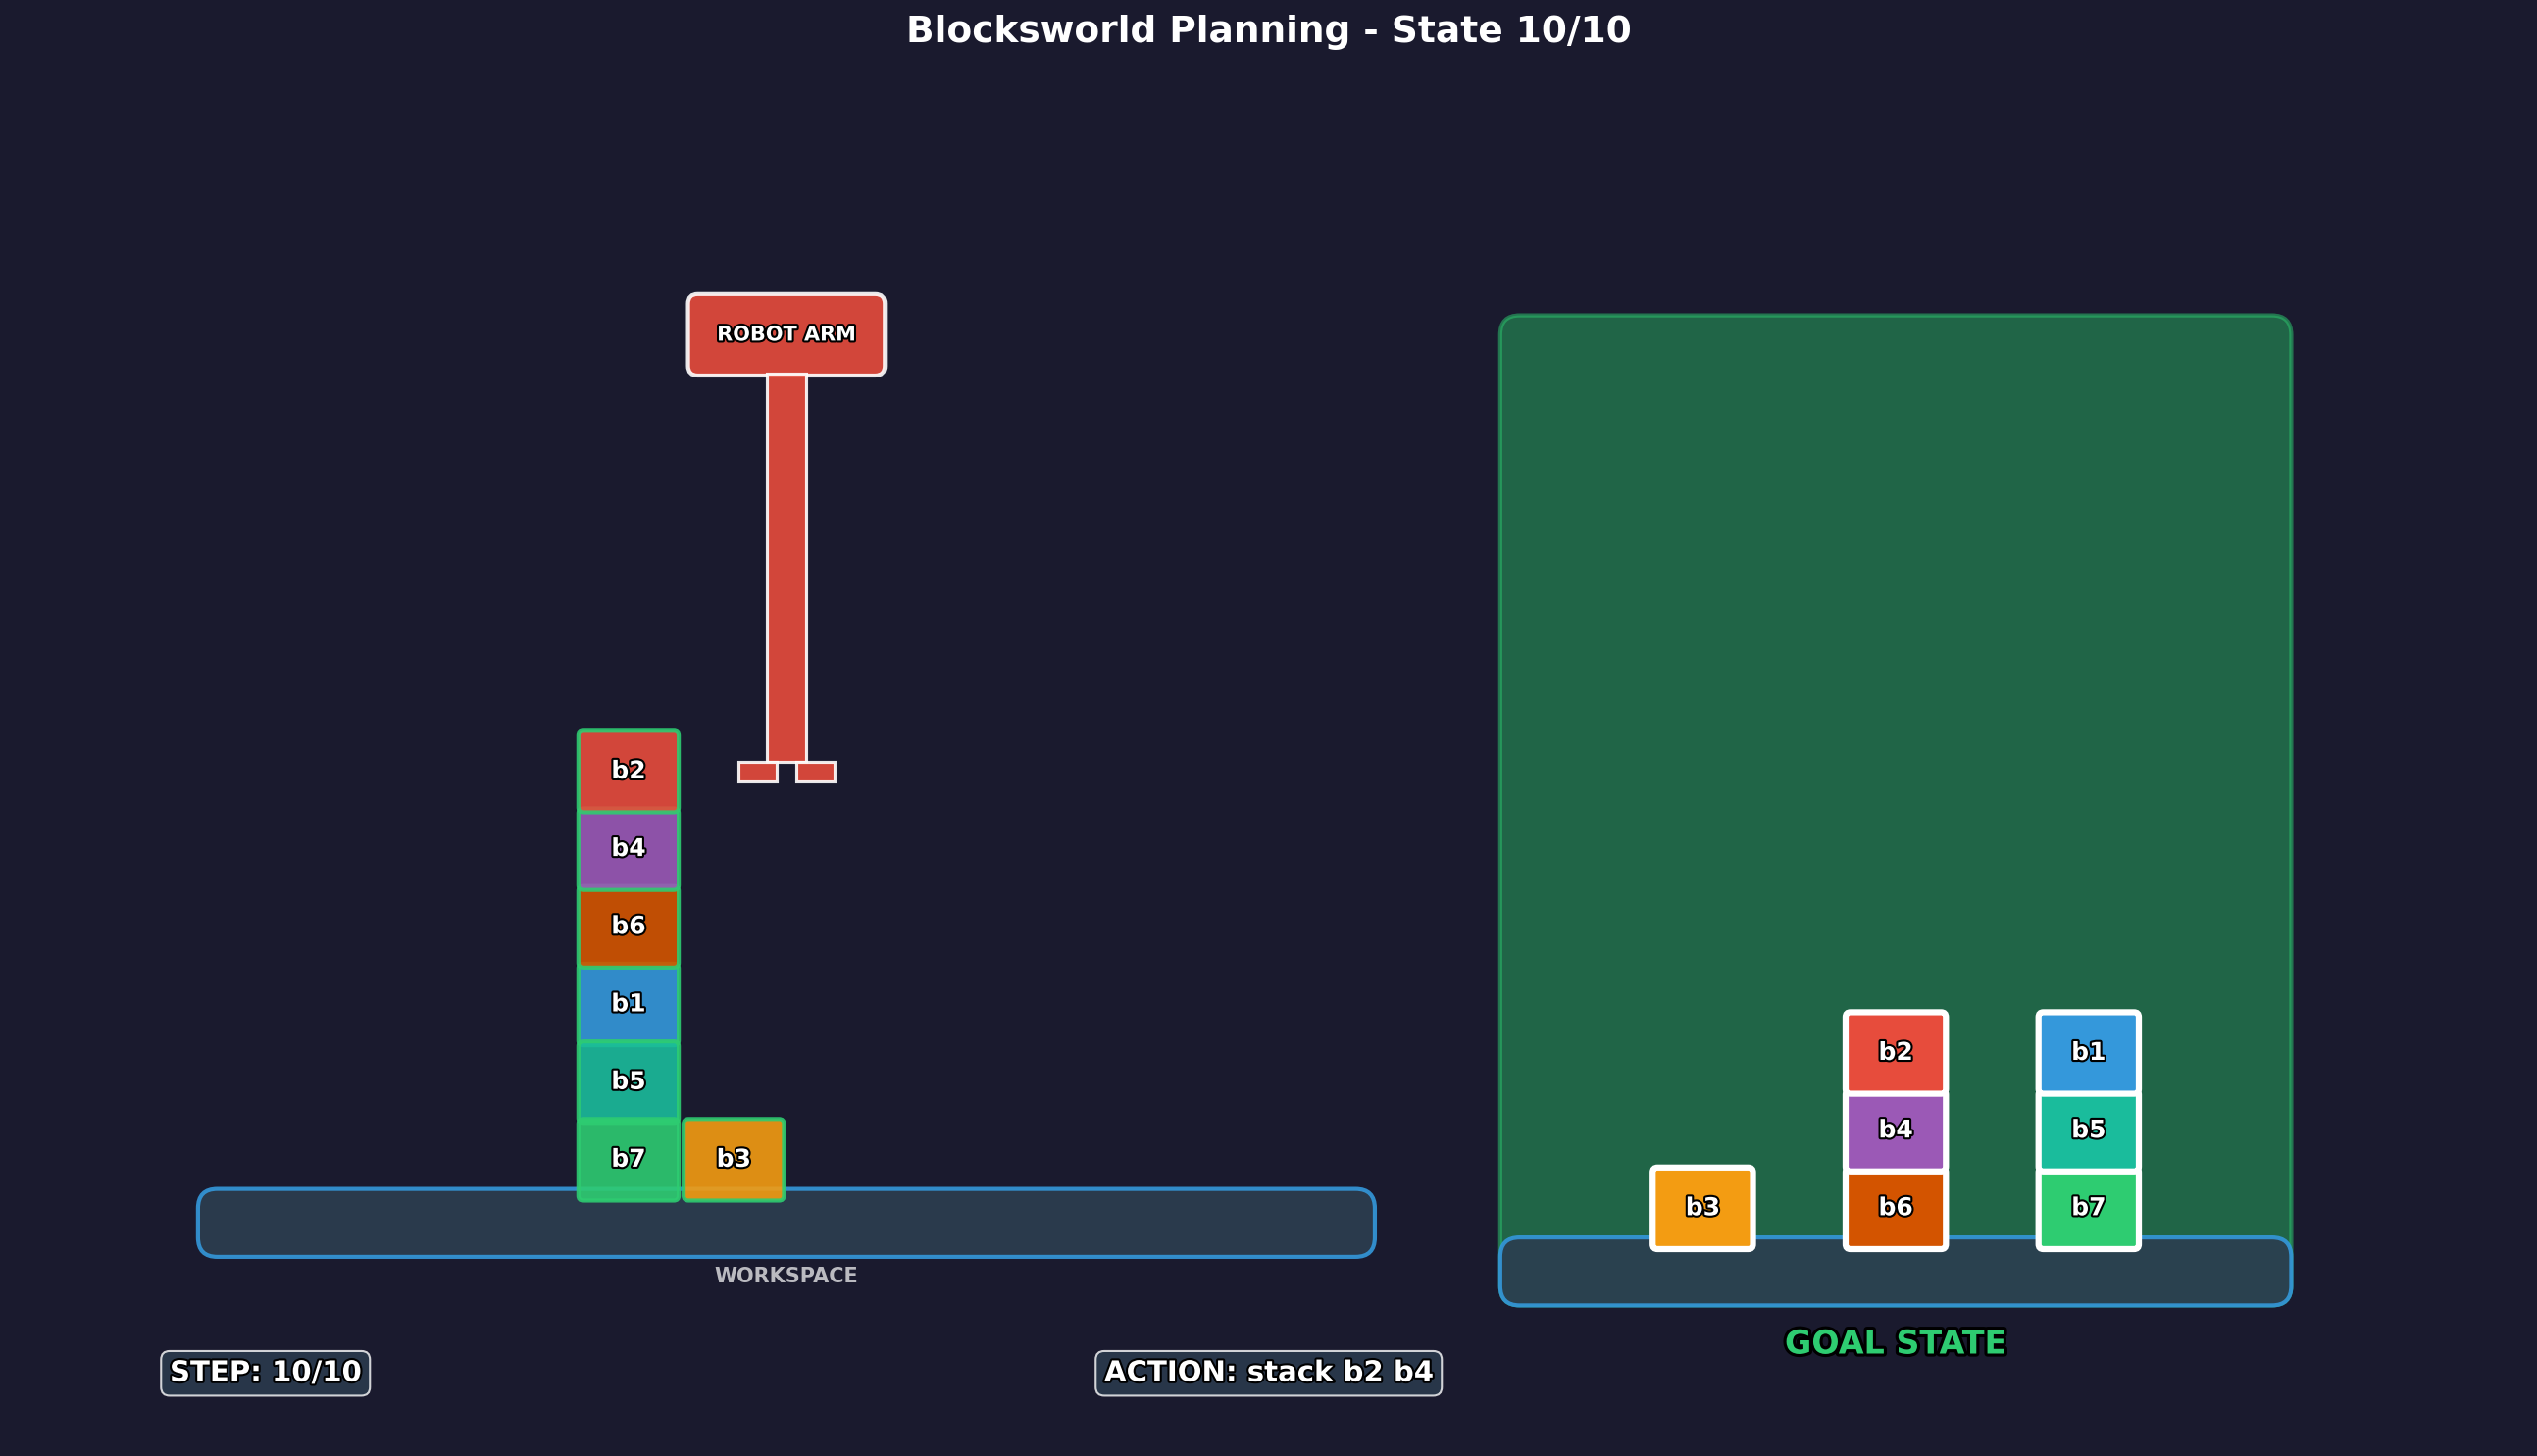 Blocksworld Planning - State 10/10
ROBOT ARM
b2
b4
b6
b1
b5
b7
b3
WORKSPACE
b2
b4
b3
b6
b1
b5
b7
GOAL STATE
STEP: 10/10
ACTION: stack b2 b4